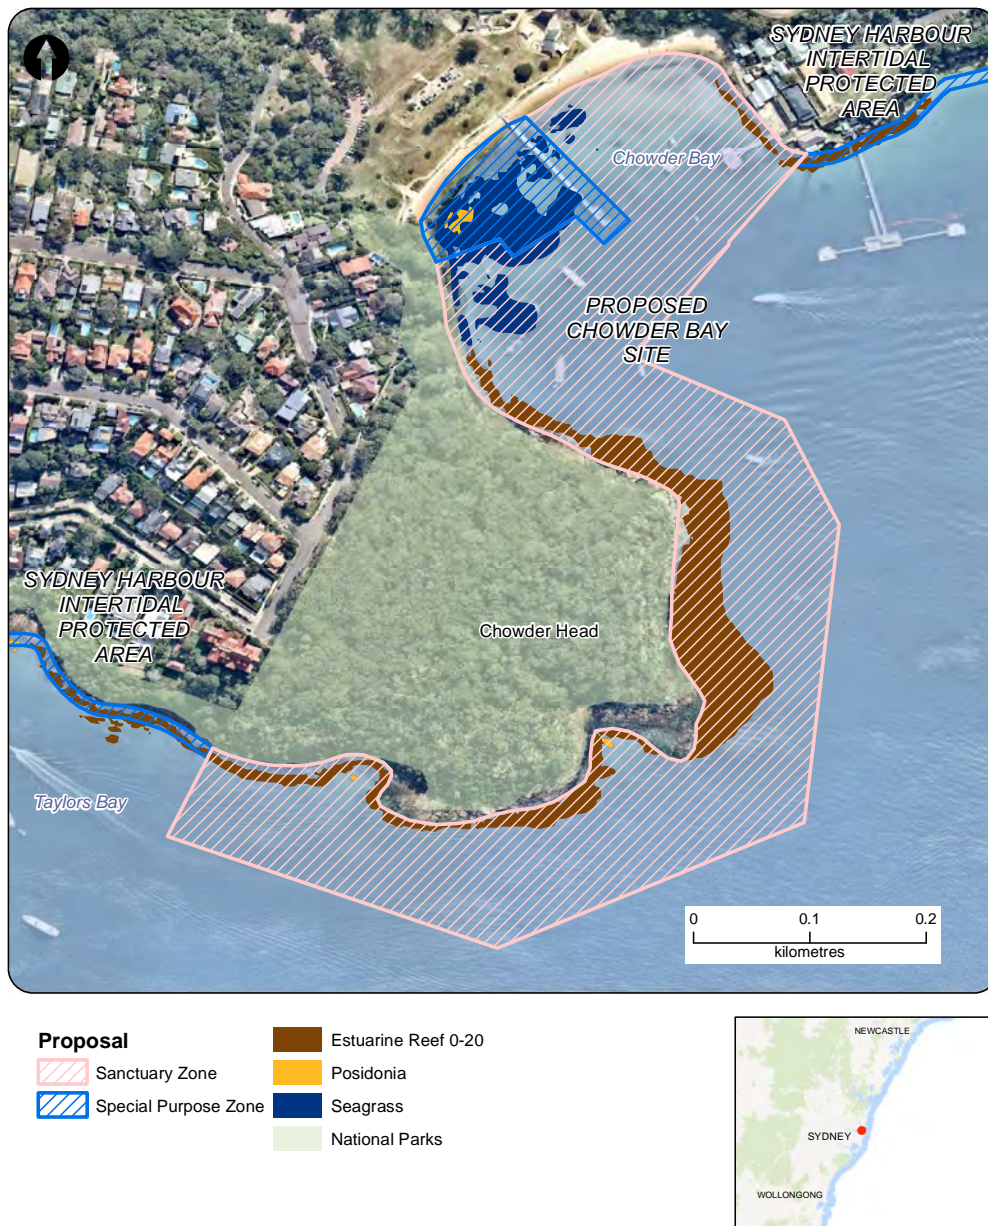 SYDNEY HARBOUR
INTERTIDAL
PROTECTED
AREA
Chowder Bay
PROPOSED
CHOWDER BAY
SITE
SYDNEY HARBOUR
INTERTIDAL
PROTECTED
AREA
Chowder Head
Taylors Bay
0 0.1 0.2
kilometres
Proposal
Sanctuary Zone
Special Purpose Zone
Estuarine Reef 0-20
Posidonia
Seagrass
National Parks
NEWCASTLE
SYDNEY
WOLLONGONG